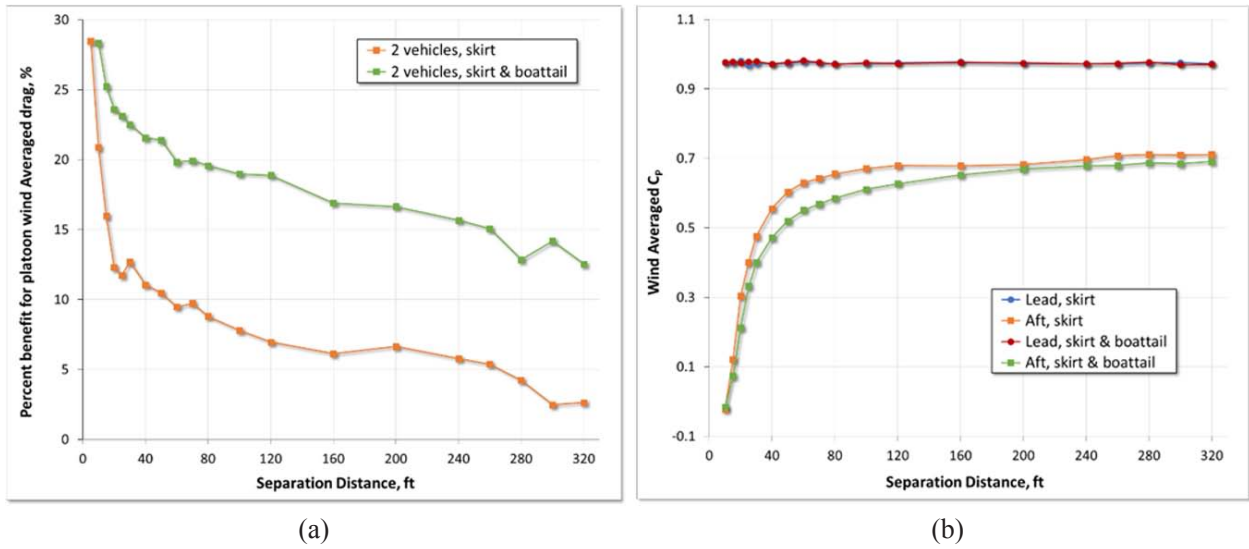 Percent benefit for platoon wind Averaged drag, %
30
25
20
15
10
5
0
0 40 80 120 160 200 240 280 320
Separation Distance, ft
2 vehicles, skirt
2 vehicles, skirt & boattail
(a)
Wind Averaged Cₚ
1.1
0.9
0.7
0.5
0.3
0.1
-0.1
0 40 80 120 160 200 240 280 320
Separation Distance, ft
Lead, skirt
Aft, skirt
Lead, skirt & boattail
Aft, skirt & boattail
(b)